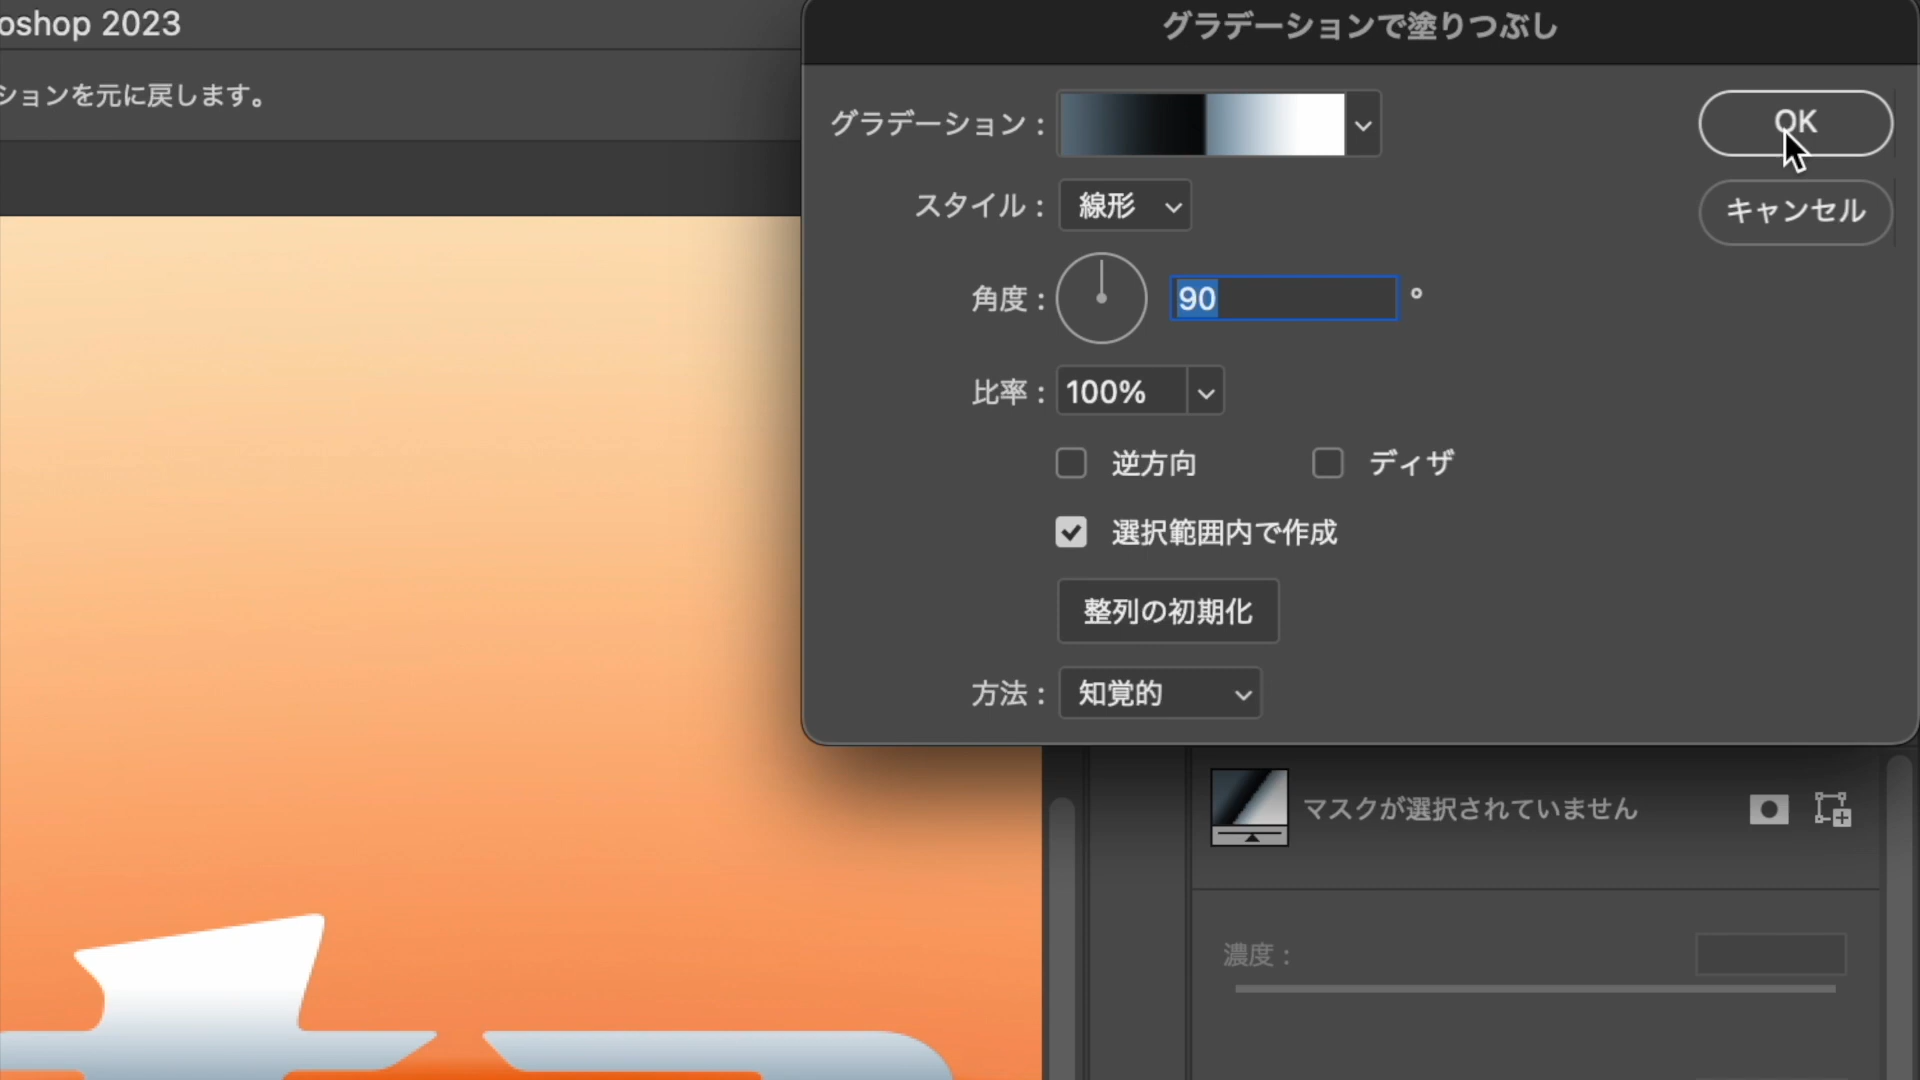 oshop 2023
ションを元に戻します。
グラデーションで塗りつぶし
グラデーション：
OK
スタイル： 線形
キャンセル
角度： 90 °
比率： 100%
逆方向 ディザ
選択範囲内で作成
整列の初期化
方法： 知覚的
マスクが選択されていません
濃度：